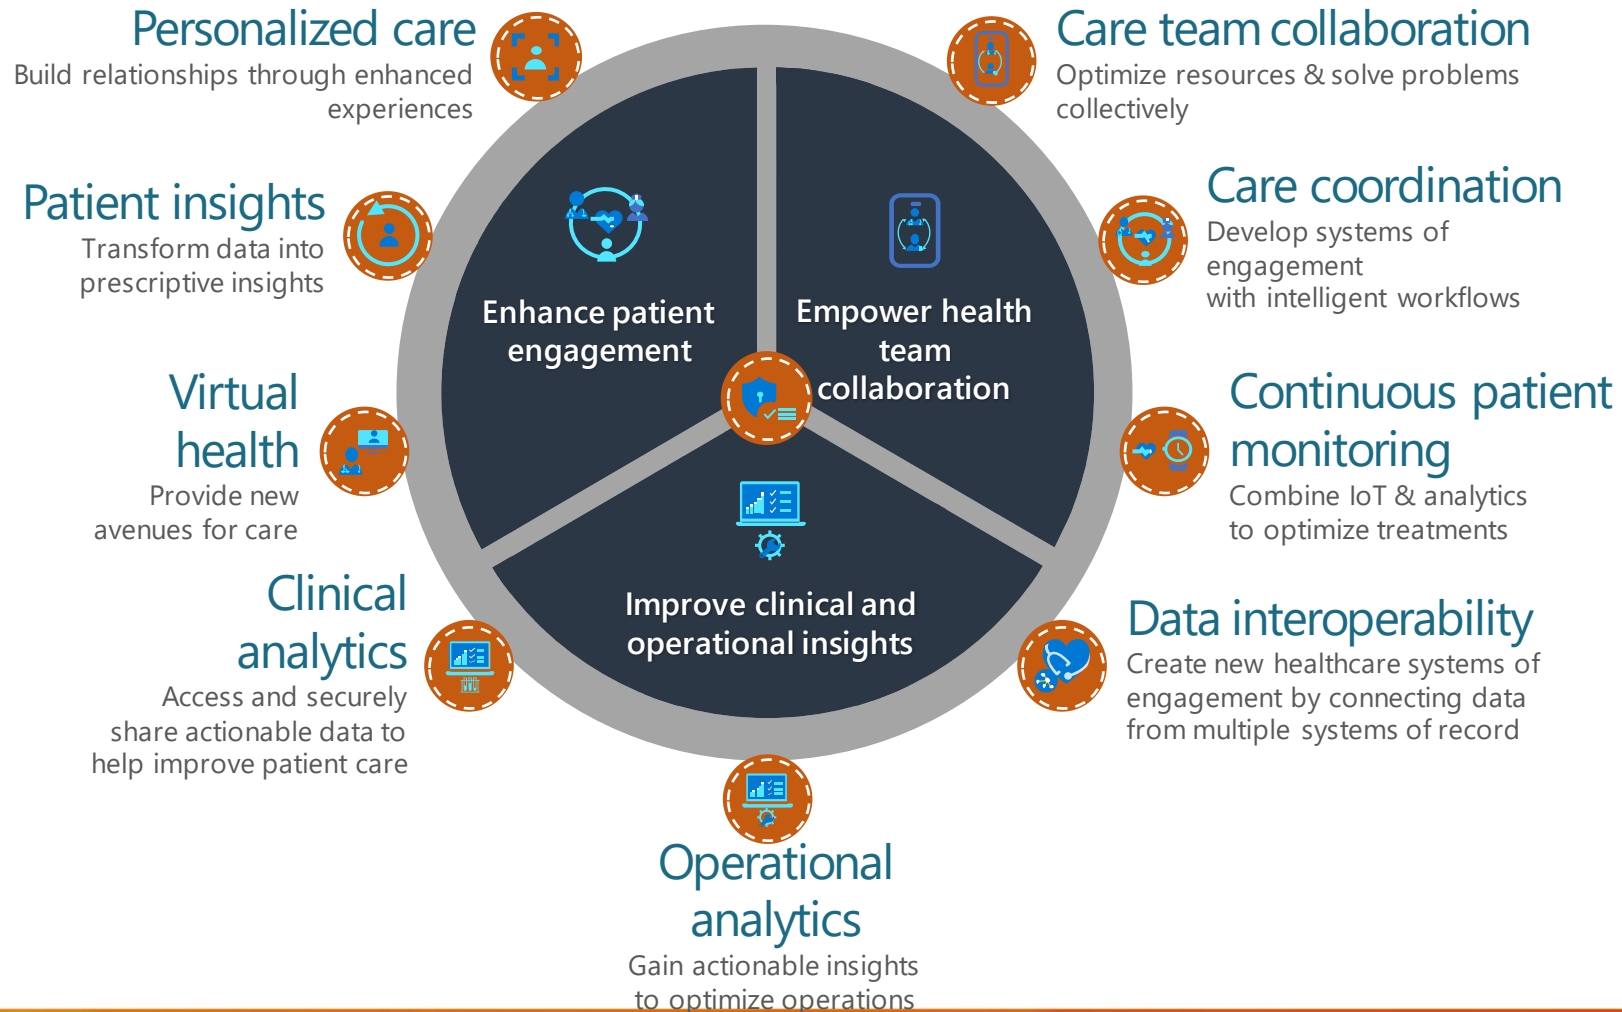 Personalized care
Build relationships through enhanced
experiences
Patient insights
Transform data into
prescriptive insights
Virtual
health
Provide new
avenues for care
Clinical
analytics
Access and securely
share actionable data to
help improve patient care
Operational
analytics
Gain actionable insights
to optimize operations
Enhance patient
engagement
Empower health
team
collaboration
Improve clinical and
operational insights
Care team collaboration
Optimize resources & solve problems
collectively
Care coordination
Develop systems of
engagement
with intelligent workflows
Continuous patient
monitoring
Combine IoT & analytics
to optimize treatments
Data interoperability
Create new healthcare systems of
engagement by connecting data
from multiple systems of record